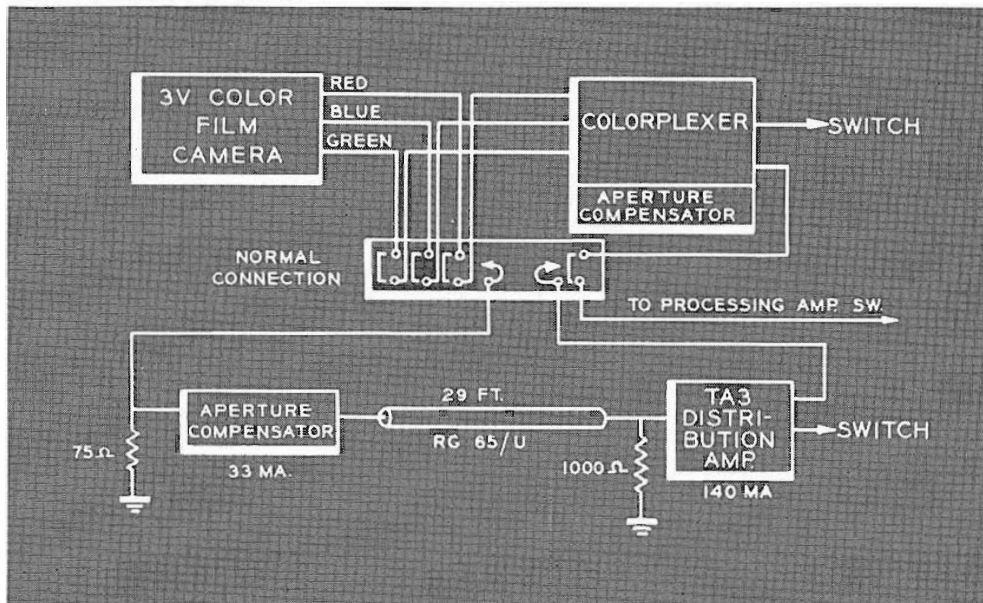 3V COLOR
FILM
CAMERA
RED
BLUE
GREEN
COLORPLEXER
SWITCH
APERTURE
COMPENSATOR
NORMAL
CONNECTION
TO PROCESSING AMP. SW.
75Ω
APERTURE
COMPENSATOR
33 MA.
29 FT.
RG 65/U
1000Ω
TA3
DISTRI-
BUTION
AMP.
140 MA
SWITCH